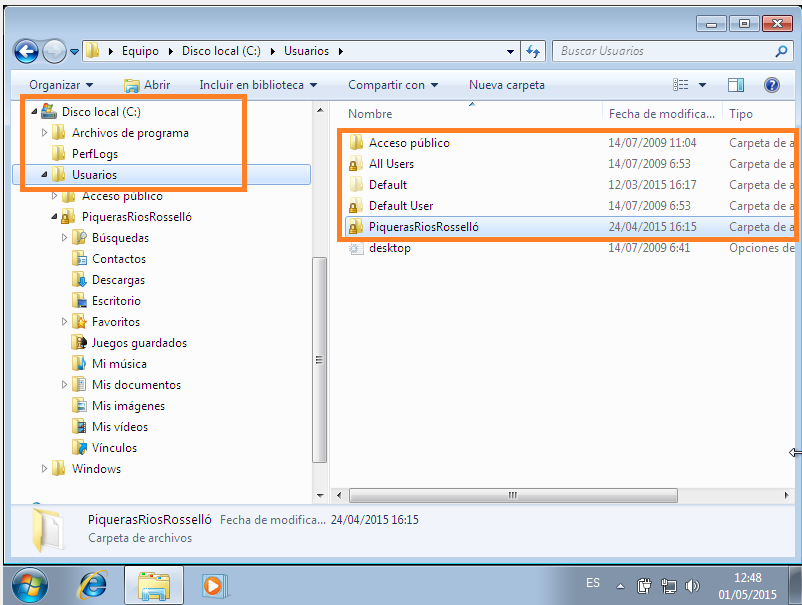 Equipo Disco local (C:) Usuarios
Buscar Usuarios
Organizar Abrir Incluir en biblioteca Compartir con Nueva carpeta
Disco local (C:)
Archivos de programa
PerfLogs
Usuarios
Acceso público
PiquerasRiosRosselló
Búsquedas
Contactos
Descargas
Escritorio
Favoritos
Juegos guardados
Mi música
Mis documentos
Mis imágenes
Mis vídeos
Vínculos
Windows
Nombre Fecha de modifica... Tipo
Acceso público 14/07/2009 11:04 Carpeta de a
All Users 14/07/2009 6:53 Carpeta de a
Default 12/03/2015 16:17 Carpeta de a
Default User 14/07/2009 6:53 Carpeta de a
PiquerasRiosRosselló 24/04/2015 16:15 Carpeta de a
desktop 14/07/2009 6:41 Opciones de
PiquerasRiosRosselló Fecha de modifica... 24/04/2015 16:15
Carpeta de archivos
ES
12:48
01/05/2015